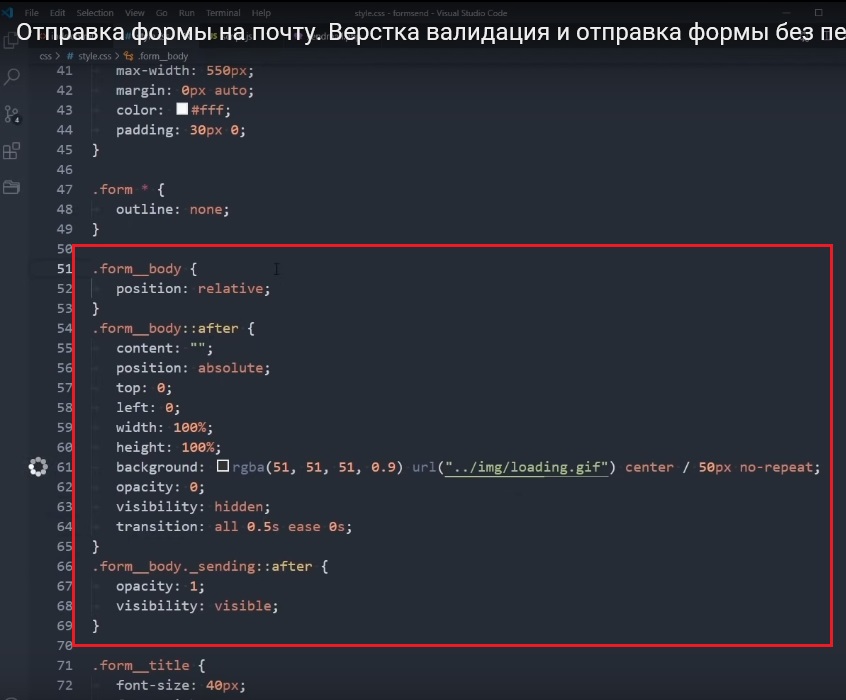 File Edit Selection View Go Run Terminal Help style.css - formsend - Visual Studio Code
Отправка формы на почту. Верстка валидация и отправка формы без пе
css > # style.css > .form__body
41 max-width: 550px;
42 margin: 0px auto;
43 color: #fff;
44 padding: 30px 0;
45 }
46
47 .form * {
48 outline: none;
49 }
50
51 .form__body {
52 position: relative;
53 }
54 .form__body::after {
55 content: "";
56 position: absolute;
57 top: 0;
58 left: 0;
59 width: 100%;
60 height: 100%;
61 background: rgba(51, 51, 51, 0.9) url("../img/loading.gif") center / 50px no-repeat;
62 opacity: 0;
63 visibility: hidden;
64 transition: all 0.5s ease 0s;
65 }
66 .form__body._sending::after {
67 opacity: 1;
68 visibility: visible;
69 }
70
71 .form__title {
72 font-size: 40px;
4